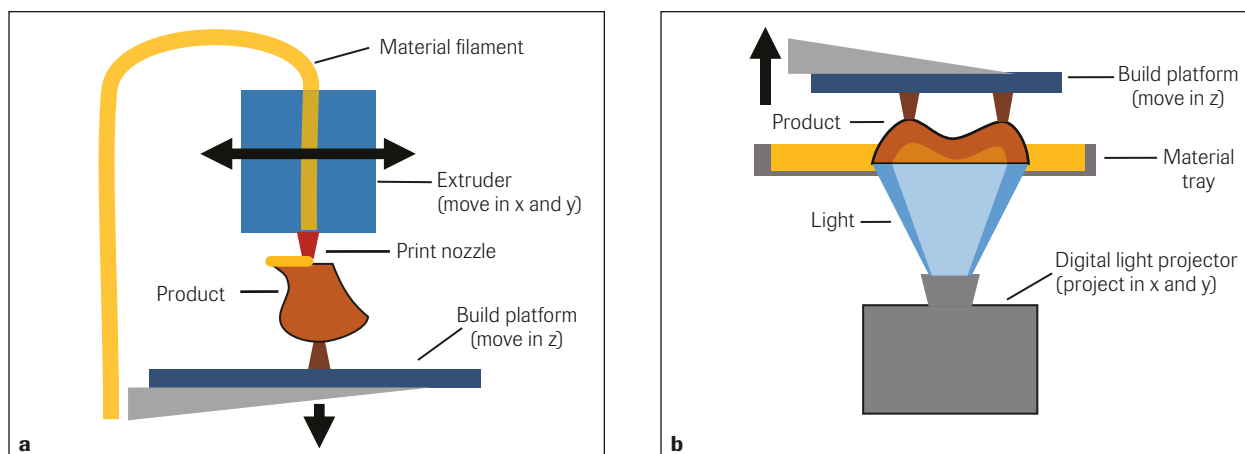 Material filament
Extruder
(move in x and y)
Print nozzle
Product
Build platform
(move in z)
a
Build platform
(move in z)
Product
Material
tray
Light
Digital light projector
(project in x and y)
b